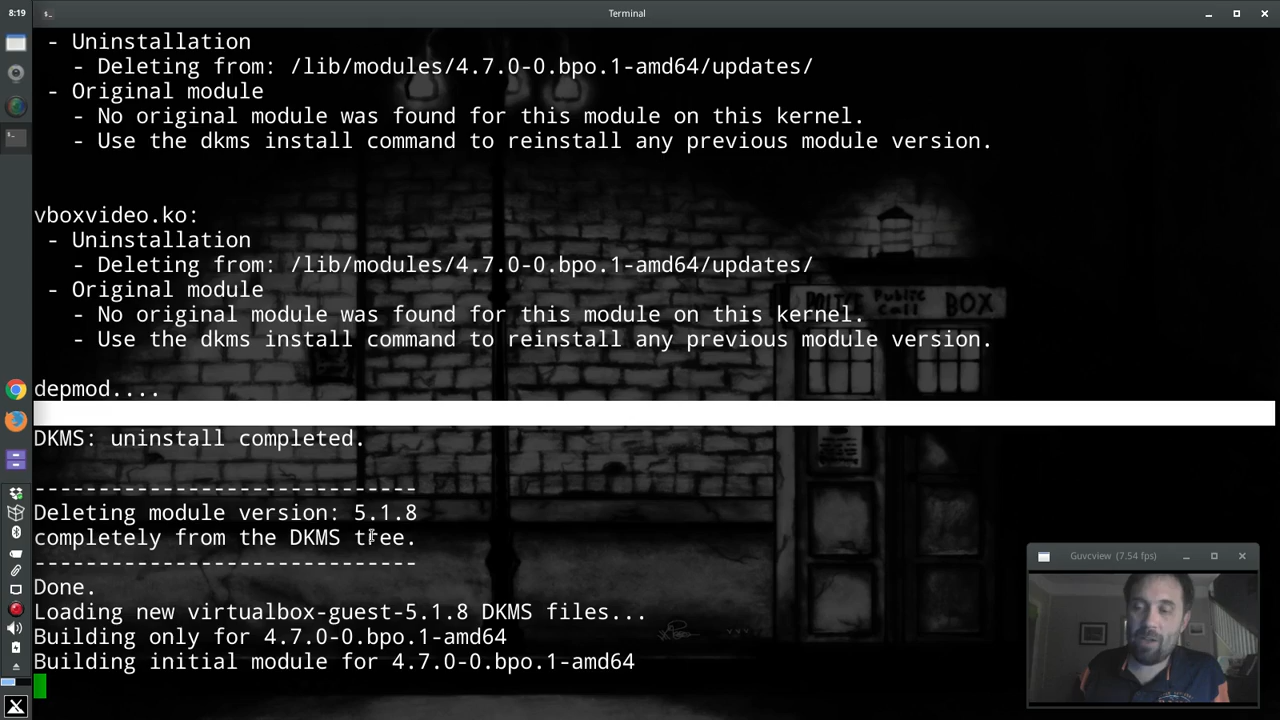 8:19
Terminal
- Uninstallation
- Deleting from: /lib/modules/4.7.0-0.bpo.1-amd64/updates/
- Original module
- No original module was found for this module on this kernel.
- Use the dkms install command to reinstall any previous module version.
vboxvideo.ko:
- Uninstallation
- Deleting from: /lib/modules/4.7.0-0.bpo.1-amd64/updates/
- Original module
- No original module was found for this module on this kernel.
- Use the dkms install command to reinstall any previous module version.
POLICE Public Call BOX
depmod....
DKMS: uninstall completed.
------------------------------
Deleting module version: 5.1.8
completely from the DKMS tree.
------------------------------
Done.
Loading new virtualbox-guest-5.1.8 DKMS files...
Building only for 4.7.0-0.bpo.1-amd64
Building initial module for 4.7.0-0.bpo.1-amd64
Guvcview (7.54 fps)